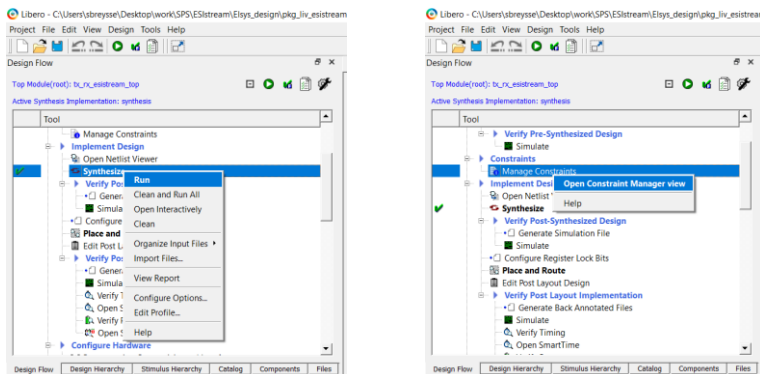 Libero - C:\Users\sbreysse\Desktop\work\SPS\ESIstream\Elsys_design\pkg_liv_esistream
Project File Edit View Design Tools Help
Design Flow
Top Module(root): tx_rx_esistream_top
Active Synthesis Implementation: synthesis
Tool
Manage Constraints
Implement Design
Open Netlist Viewer
Synthesize
Verify Pos
Gener
Simula
Configure
Place and
Edit Post L
Verify Pos
Gener
Simula
Verify T
Open S
Verify P
Open S
Configure Hardware
Run
Clean and Run All
Open Interactively
Clean
Organize Input Files
Import Files...
View Report
Configure Options...
Edit Profile...
Help
Design Flow Design Hierarchy Stimulus Hierarchy Catalog Components Files
Libero - C:\Users\sbreysse\Desktop\work\SPS\ESIstream\Elsys_design\pkg_liv_esistream
Project File Edit View Design Tools Help
Design Flow
Top Module(root): tx_rx_esistream_top
Active Synthesis Implementation: synthesis
Tool
Verify Pre-Synthesized Design
Simulate
Constraints
Manage Constraints
Implement Desi
Open Netlist
Synthesize
Verify Post-Synthesized Design
Generate Simulation File
Simulate
Configure Register Lock Bits
Place and Route
Edit Post Layout Design
Verify Post Layout Implementation
Generate Back Annotated Files
Simulate
Verify Timing
Open SmartTime
Open Constraint Manager view
Help
Design Flow Design Hierarchy Stimulus Hierarchy Catalog Components Files